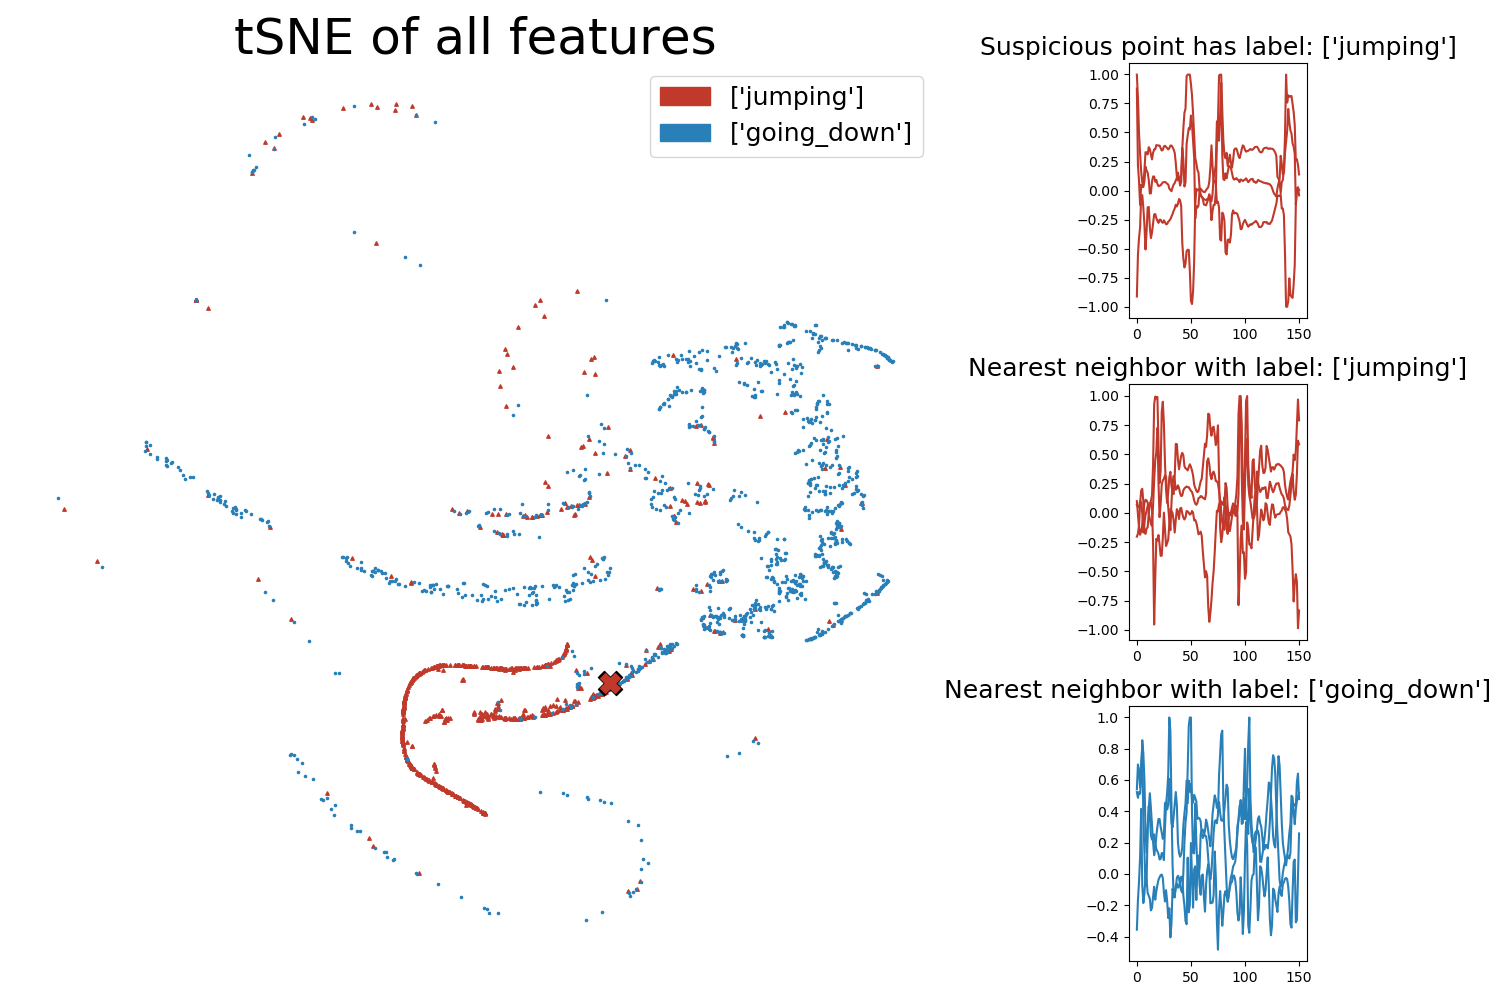 tSNE of all features
['jumping']
['going_down']
Suspicious point has label: ['jumping']
1.00
0.75
0.50
0.25
0.00
−0.25
−0.50
−0.75
−1.00
0 50 100 150
Nearest neighbor with label: ['jumping']
1.00
0.75
0.50
0.25
0.00
−0.25
−0.50
−0.75
−1.00
0 50 100 150
Nearest neighbor with label: ['going_down']
1.0
0.8
0.6
0.4
0.2
0.0
−0.2
−0.4
0 50 100 150